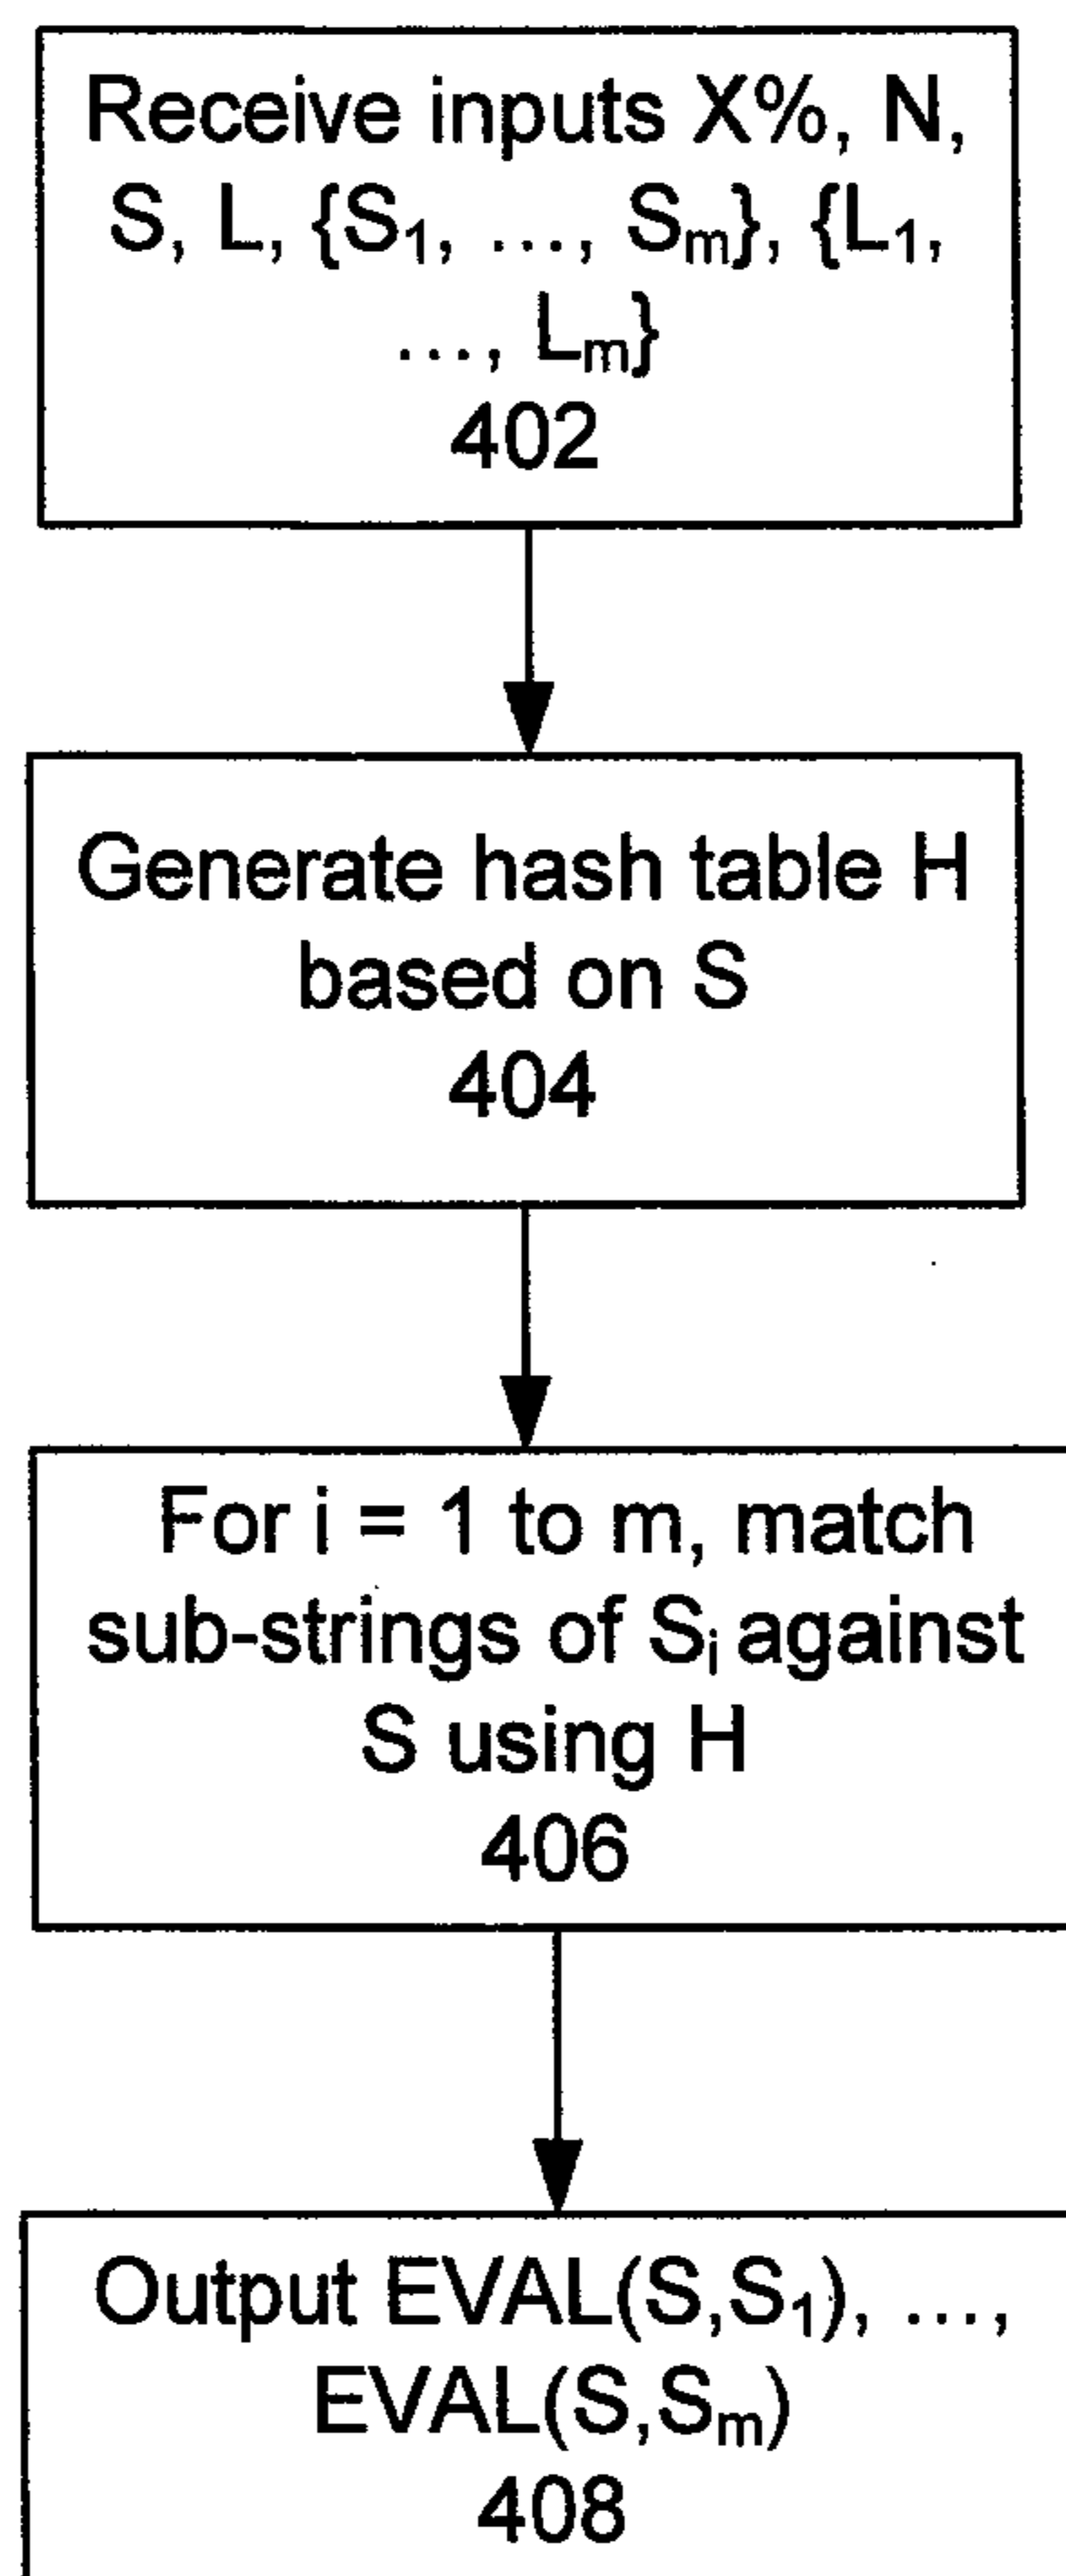 Receive inputs X%, N,
S, L, {S₁, ..., Sₘ}, {L₁,
..., Lₘ}
402
Generate hash table H
based on S
404
For i = 1 to m, match
sub-strings of Sᵢ against
S using H
406
Output EVAL(S,S₁), ...,
EVAL(S,Sₘ)
408